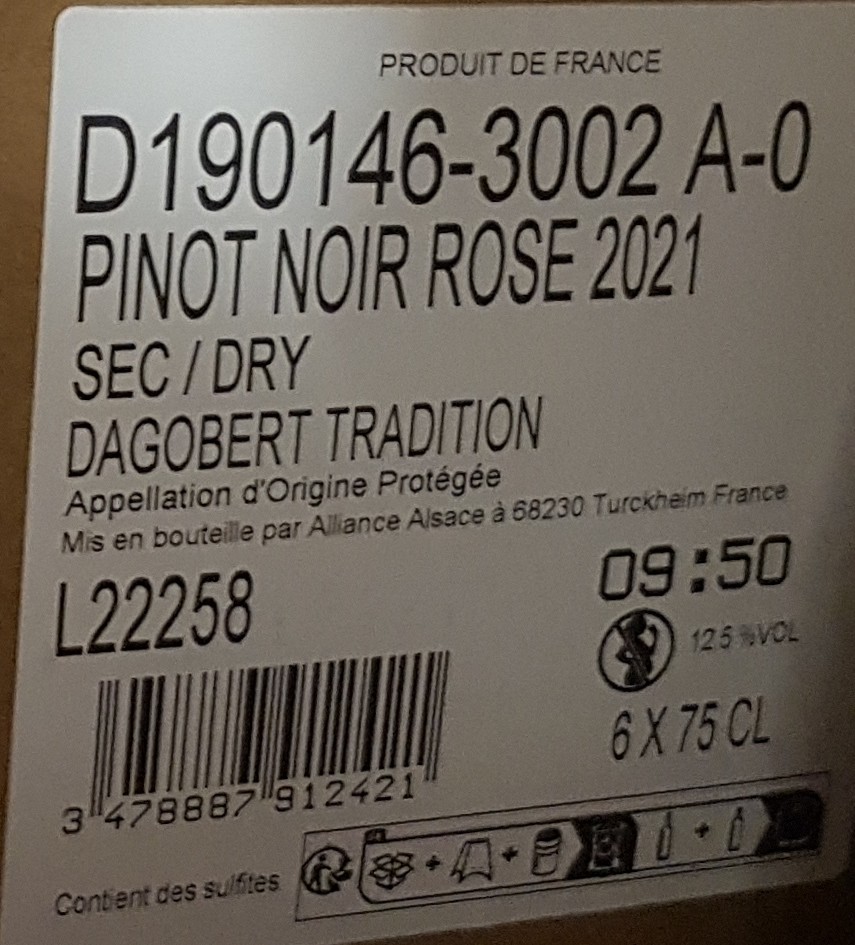 PRODUIT DE FRANCE
D190146-3002 A-0
PINOT NOIR ROSE 2021
SEC / DRY
DAGOBERT TRADITION
Appellation d'Origine Protégée
Mis en bouteille par Alliance Alsace à 68230 Turckheim France
L22258
09:50
12.5 %VOL
6 X 75 CL
3 478887 912421
Contient des sulfites